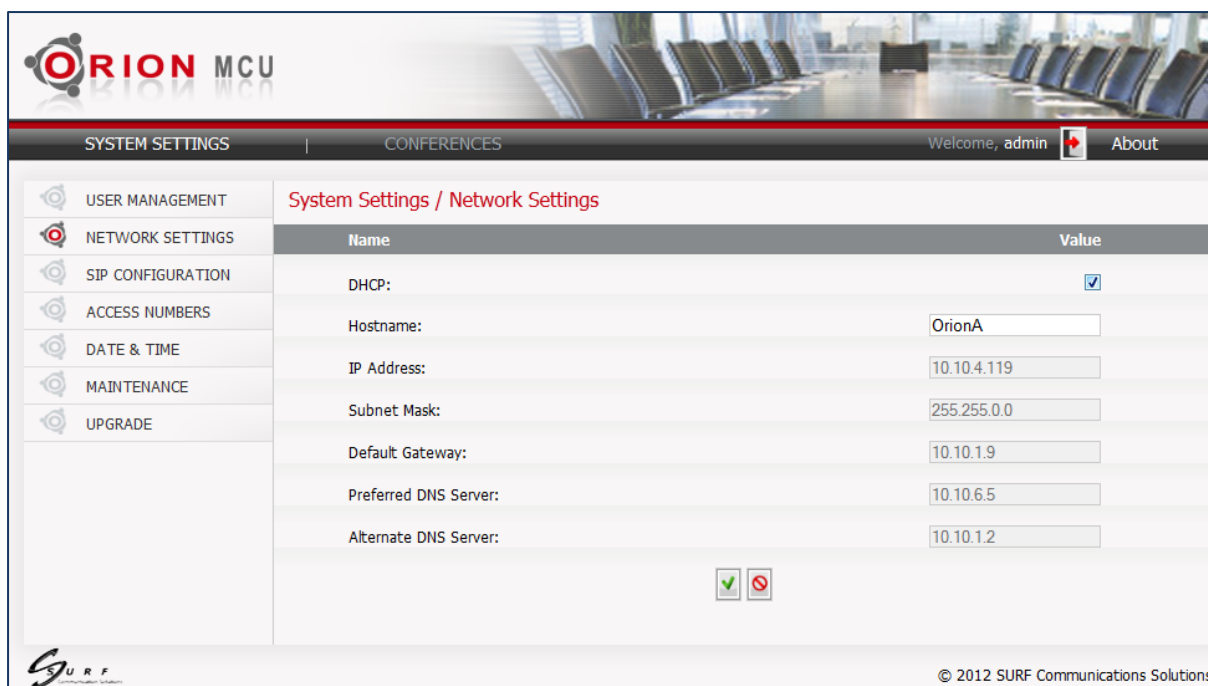 ORION MCU
SYSTEM SETTINGS | CONFERENCES Welcome, admin About
USER MANAGEMENT
NETWORK SETTINGS
SIP CONFIGURATION
ACCESS NUMBERS
DATE & TIME
MAINTENANCE
UPGRADE
System Settings / Network Settings
Name Value
DHCP:
Hostname: OrionA
IP Address: 10.10.4.119
Subnet Mask: 255.255.0.0
Default Gateway: 10.10.1.9
Preferred DNS Server: 10.10.6.5
Alternate DNS Server: 10.10.1.2
SURF
© 2012 SURF Communications Solutions